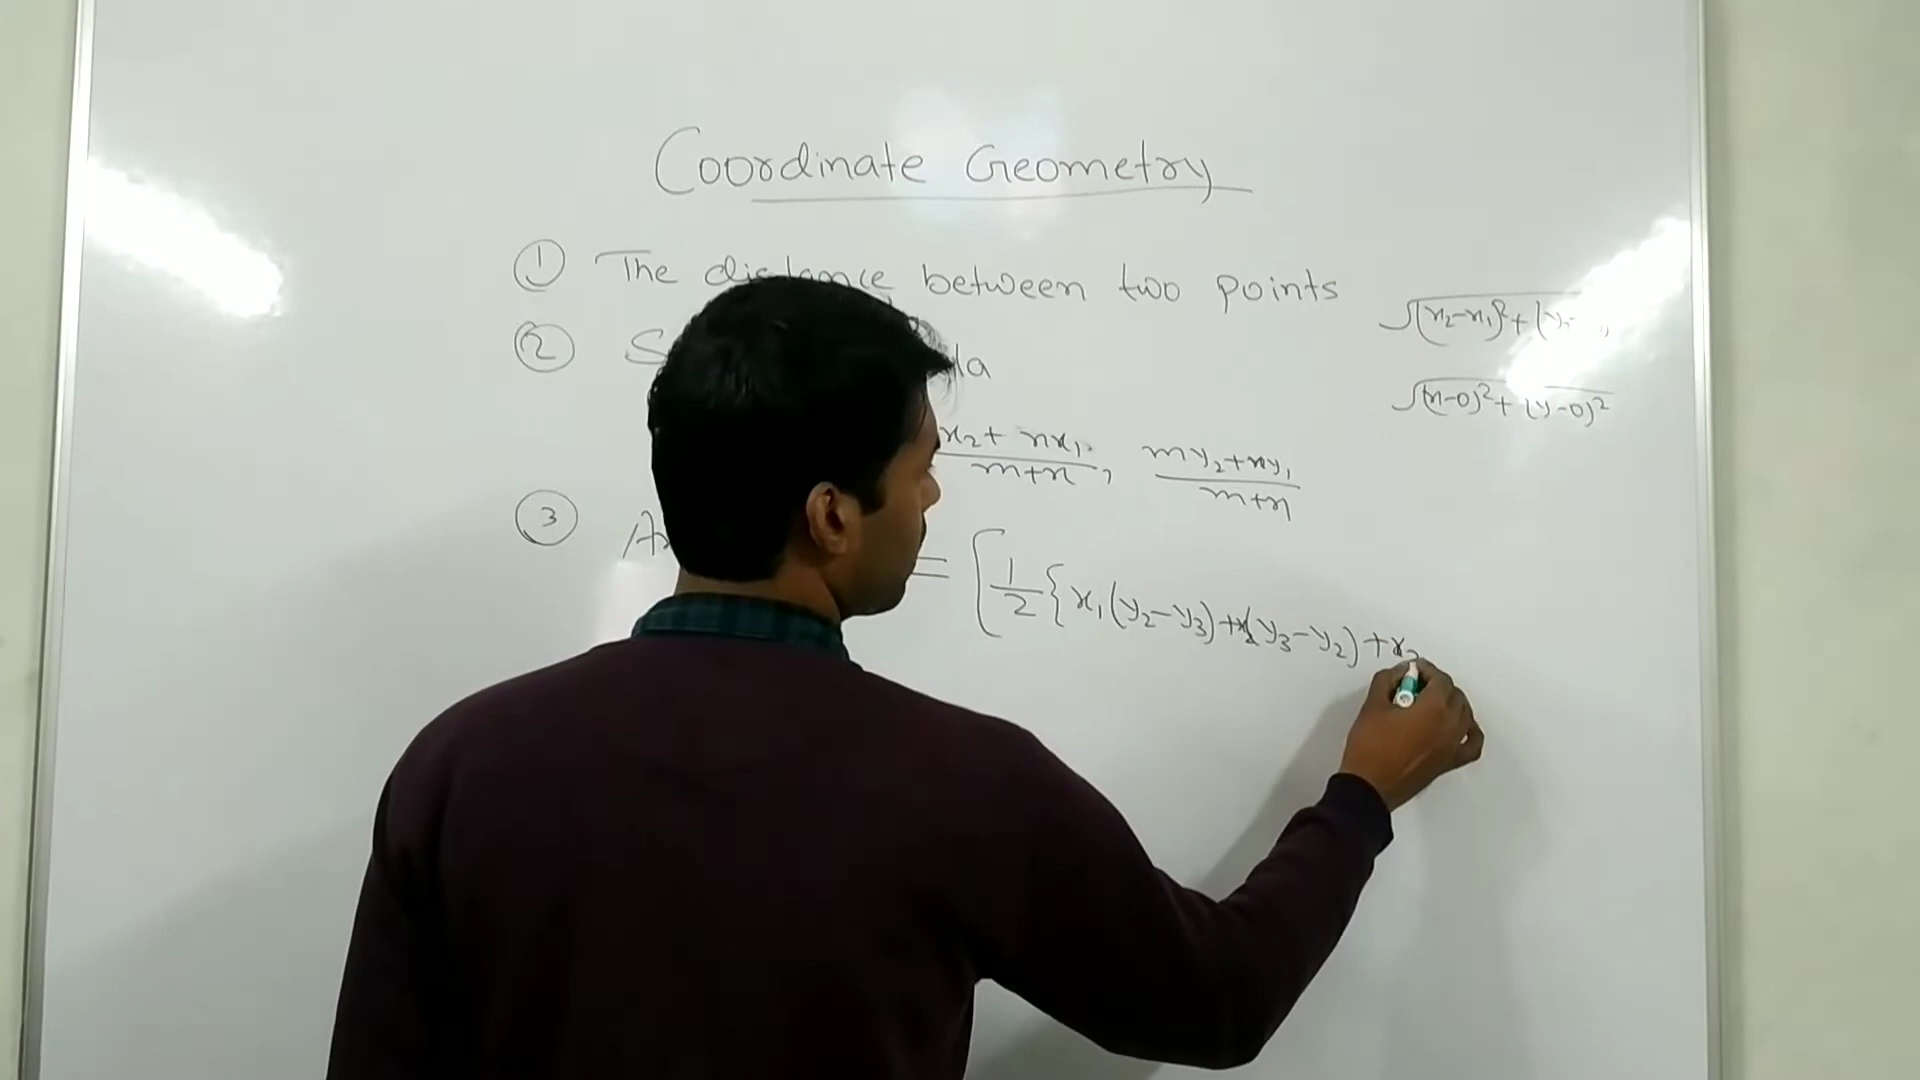 Coordinate Geometry
① The distance between two points
√(x₂-x₁)²+(y₂
②
√(x-0)²+(y-0)²
x₂+nx₁/m+n, my₂+ny₁/m+n
③ = [1/2{x₁(y₂-y₃)+x₂(y₃-y₂)+x₃